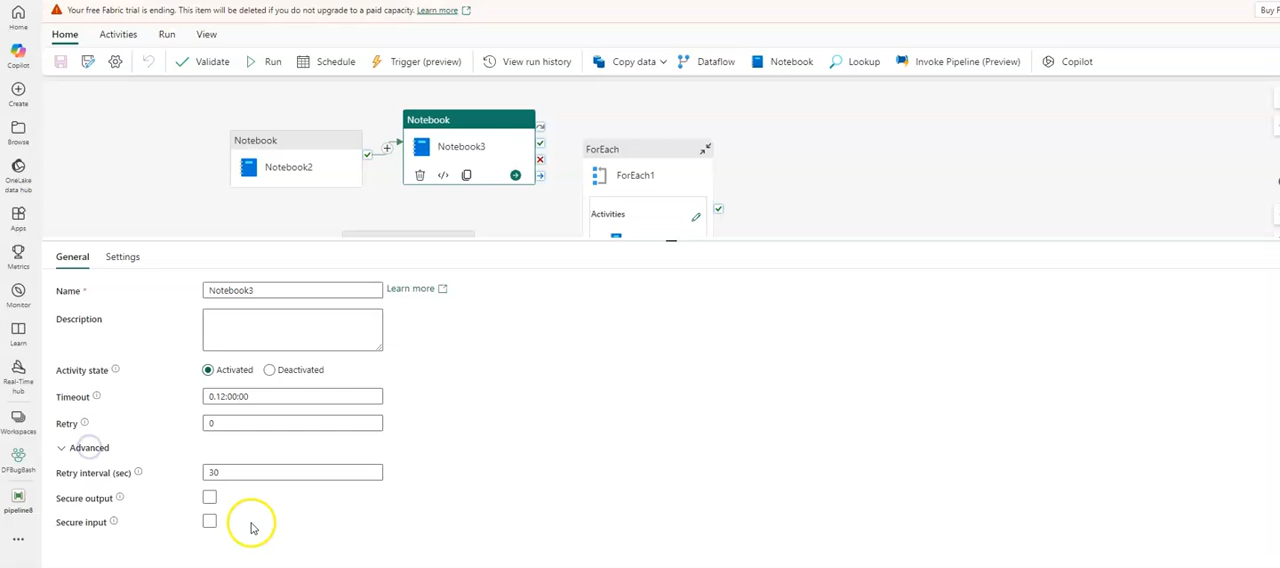 Your free Fabric trial is ending. This item will be deleted if you do not upgrade to a paid capacity. Learn more
Buy F
Home
Copilot
Create
Browse
OneLake
data hub
Apps
Metrics
Monitor
Learn
Real-Time
hub
Workspaces
DFBugBash
pipeline8
Home Activities Run View
Validate Run Schedule Trigger (preview) View run history Copy data Dataflow Notebook Lookup Invoke Pipeline (Preview) Copilot
Notebook
Notebook2
Notebook
Notebook3
ForEach
ForEach1
Activities
General Settings
Name * Notebook3 Learn more
Description
Activity state Activated Deactivated
Timeout 0.12:00:00
Retry 0
Advanced
Retry interval (sec) 30
Secure output
Secure input